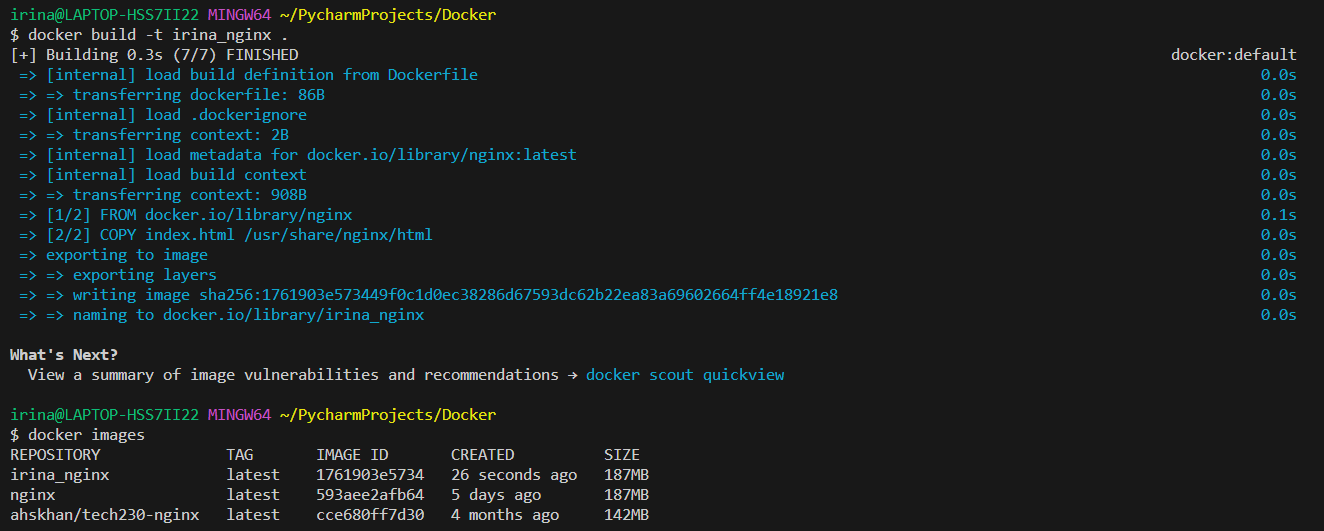 irina@LAPTOP-HSS7II22 MINGW64 ~/PycharmProjects/Docker
$ docker build -t irina_nginx .
[+] Building 0.3s (7/7) FINISHED docker:default
=> [internal] load build definition from Dockerfile 0.0s
=> => transferring dockerfile: 86B 0.0s
=> [internal] load .dockerignore 0.0s
=> => transferring context: 2B 0.0s
=> [internal] load metadata for docker.io/library/nginx:latest 0.0s
=> [internal] load build context 0.0s
=> => transferring context: 908B 0.0s
=> [1/2] FROM docker.io/library/nginx 0.1s
=> [2/2] COPY index.html /usr/share/nginx/html 0.0s
=> exporting to image 0.0s
=> => exporting layers 0.0s
=> => writing image sha256:1761903e573449f0c1d0ec38286d67593dc62b22ea83a69602664ff4e18921e8 0.0s
=> => naming to docker.io/library/irina_nginx 0.0s
What's Next?
View a summary of image vulnerabilities and recommendations → docker scout quickview
irina@LAPTOP-HSS7II22 MINGW64 ~/PycharmProjects/Docker
$ docker images
REPOSITORY TAG IMAGE ID CREATED SIZE
irina_nginx latest 1761903e5734 26 seconds ago 187MB
nginx latest 593aee2afb64 5 days ago 187MB
ahskhan/tech230-nginx latest cce680ff7d30 4 months ago 142MB